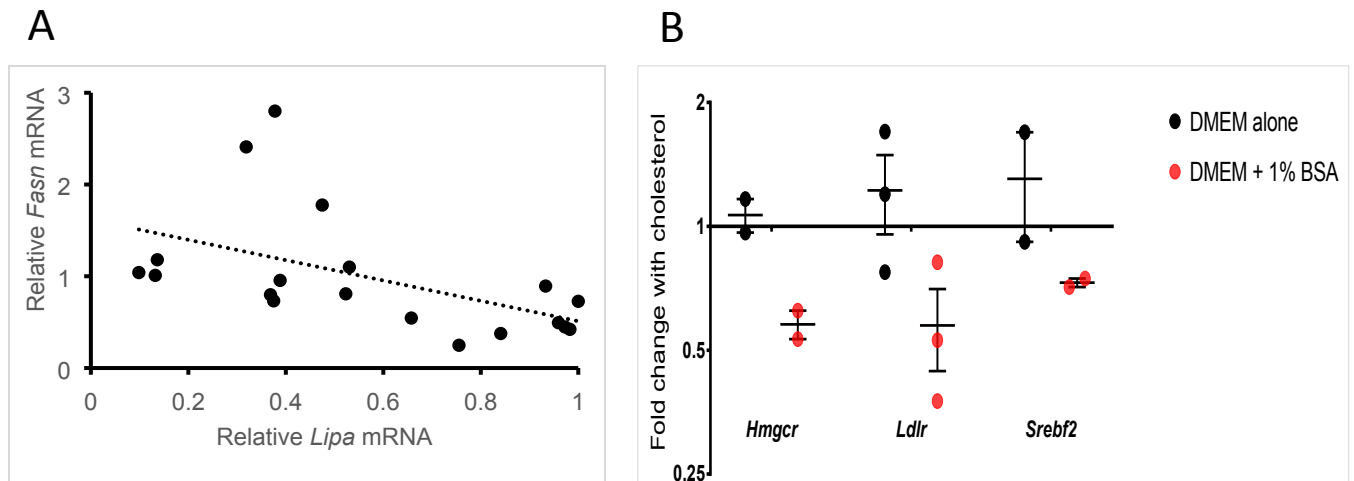 A
B
Relative Fasn mRNA
3
2
1
0
0
0.2
0.4
0.6
0.8
1
Relative Lipa mRNA
Fold change with cholesterol
2
1
0.5
0.25
Hmgcr
Ldlr
Srebf2
DMEM alone
DMEM + 1% BSA